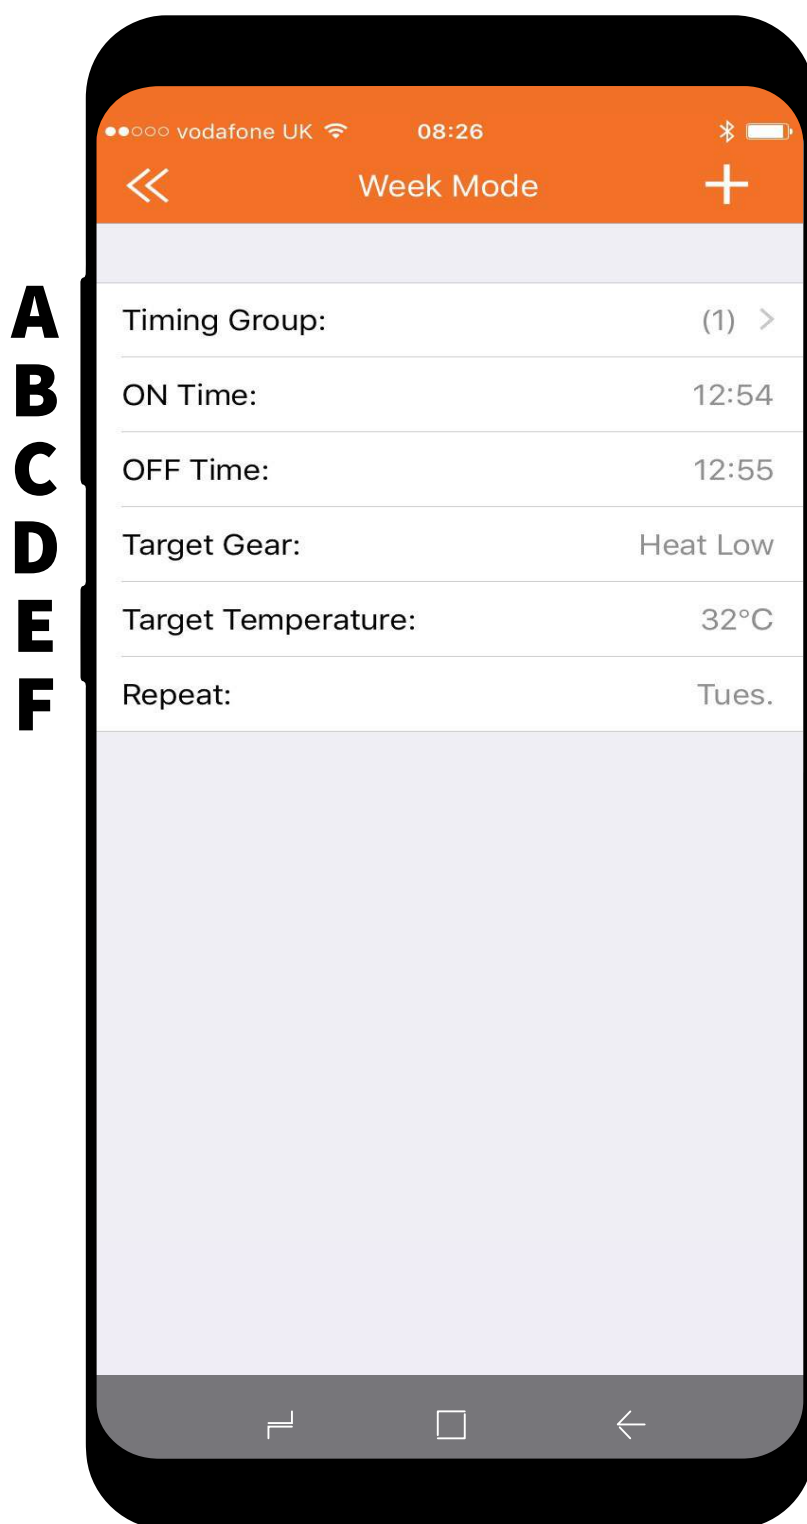 vodafone UK 08:26
Week Mode
A Timing Group: (1)
B ON Time: 12:54
C OFF Time: 12:55
D Target Gear: Heat Low
E Target Temperature: 32°C
F Repeat: Tues.